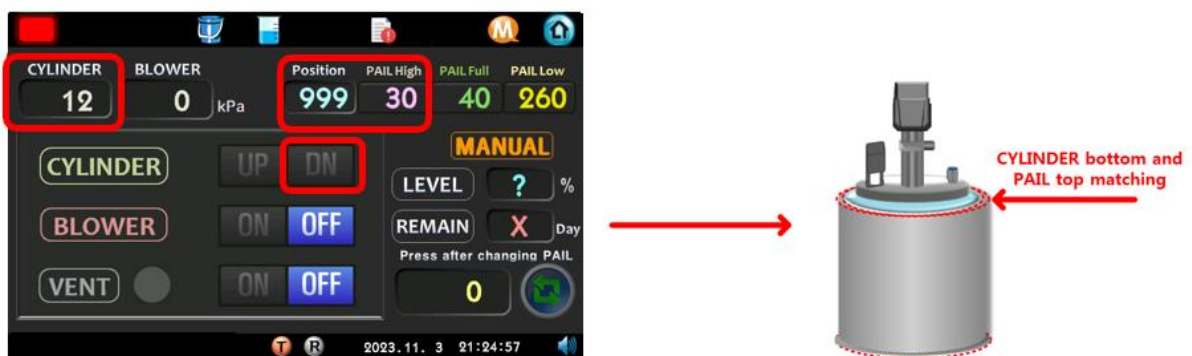 M
CYLINDER BLOWER Position PAIL High PAIL Full PAIL Low
12 0 kPa 999 30 40 260
MANUAL
CYLINDER UP DN
LEVEL ? %
BLOWER ON OFF
REMAIN X Day
Press after changing PAIL
VENT ON OFF
0
T R 2023.11. 3 21:24:57
CYLINDER bottom and
PAIL top matching